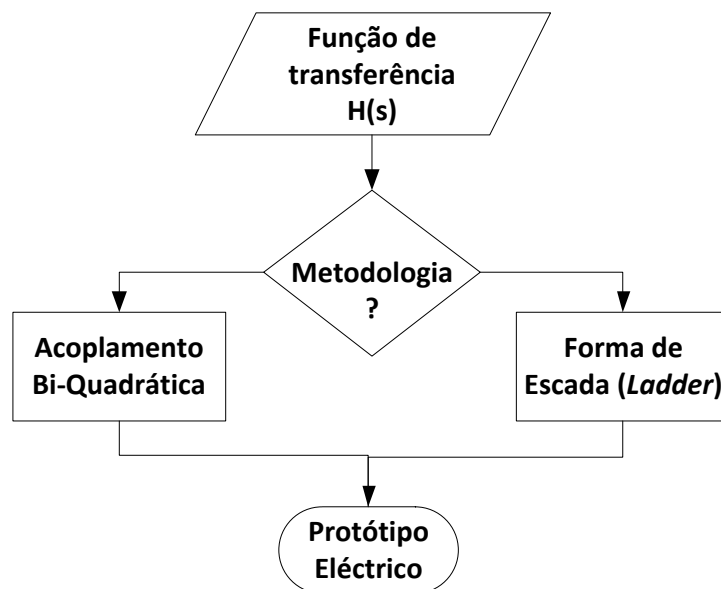 Função de
transferência
H(s)
Metodologia
?
Acoplamento
Bi-Quadrática
Forma de
Escada (Ladder)
Protótipo
Eléctrico